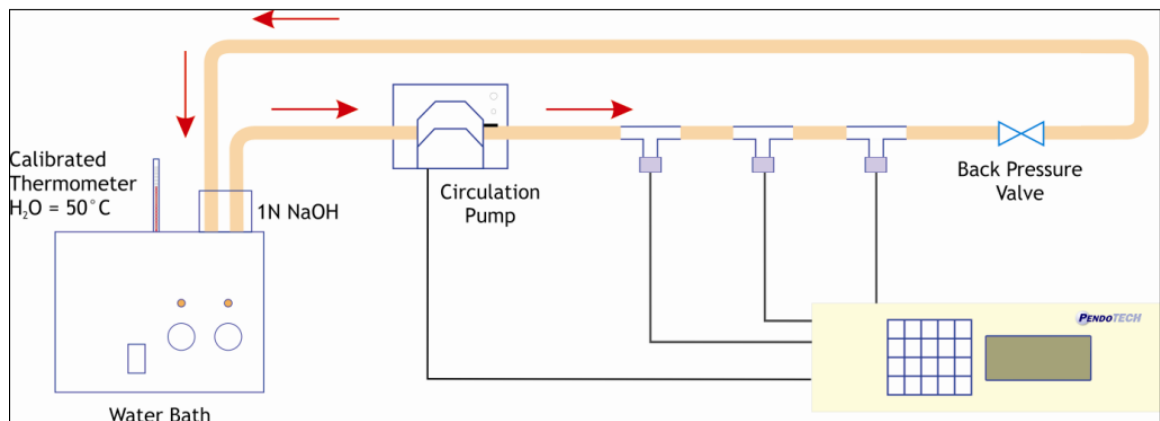 Calibrated
Thermometer
H₂O = 50°C
1N NaOH
Circulation
Pump
Back Pressure
Valve
PENDOTECH
Water Bath